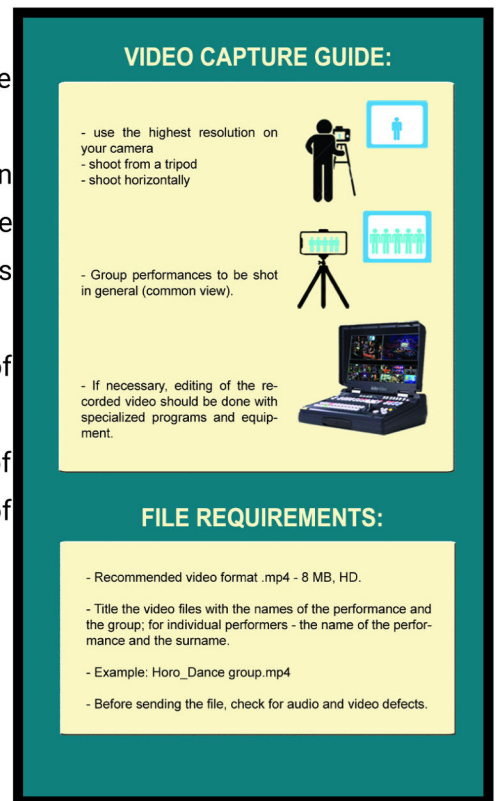 VIDEO CAPTURE GUIDE:
- use the highest resolution on
your camera
- shoot from a tripod
- shoot horizontally
- Group performances to be shot
in general (common view).
- If necessary, editing of the re-
corded video should be done with
specialized programs and equip-
ment.
FILE REQUIREMENTS:
- Recommended video format .mp4 - 8 MB, HD.
- Title the video files with the names of the performance and
the group; for individual performers - the name of the perfor-
mance and the surname.
- Example: Horo_Dance group.mp4
- Before sending the file, check for audio and video defects.